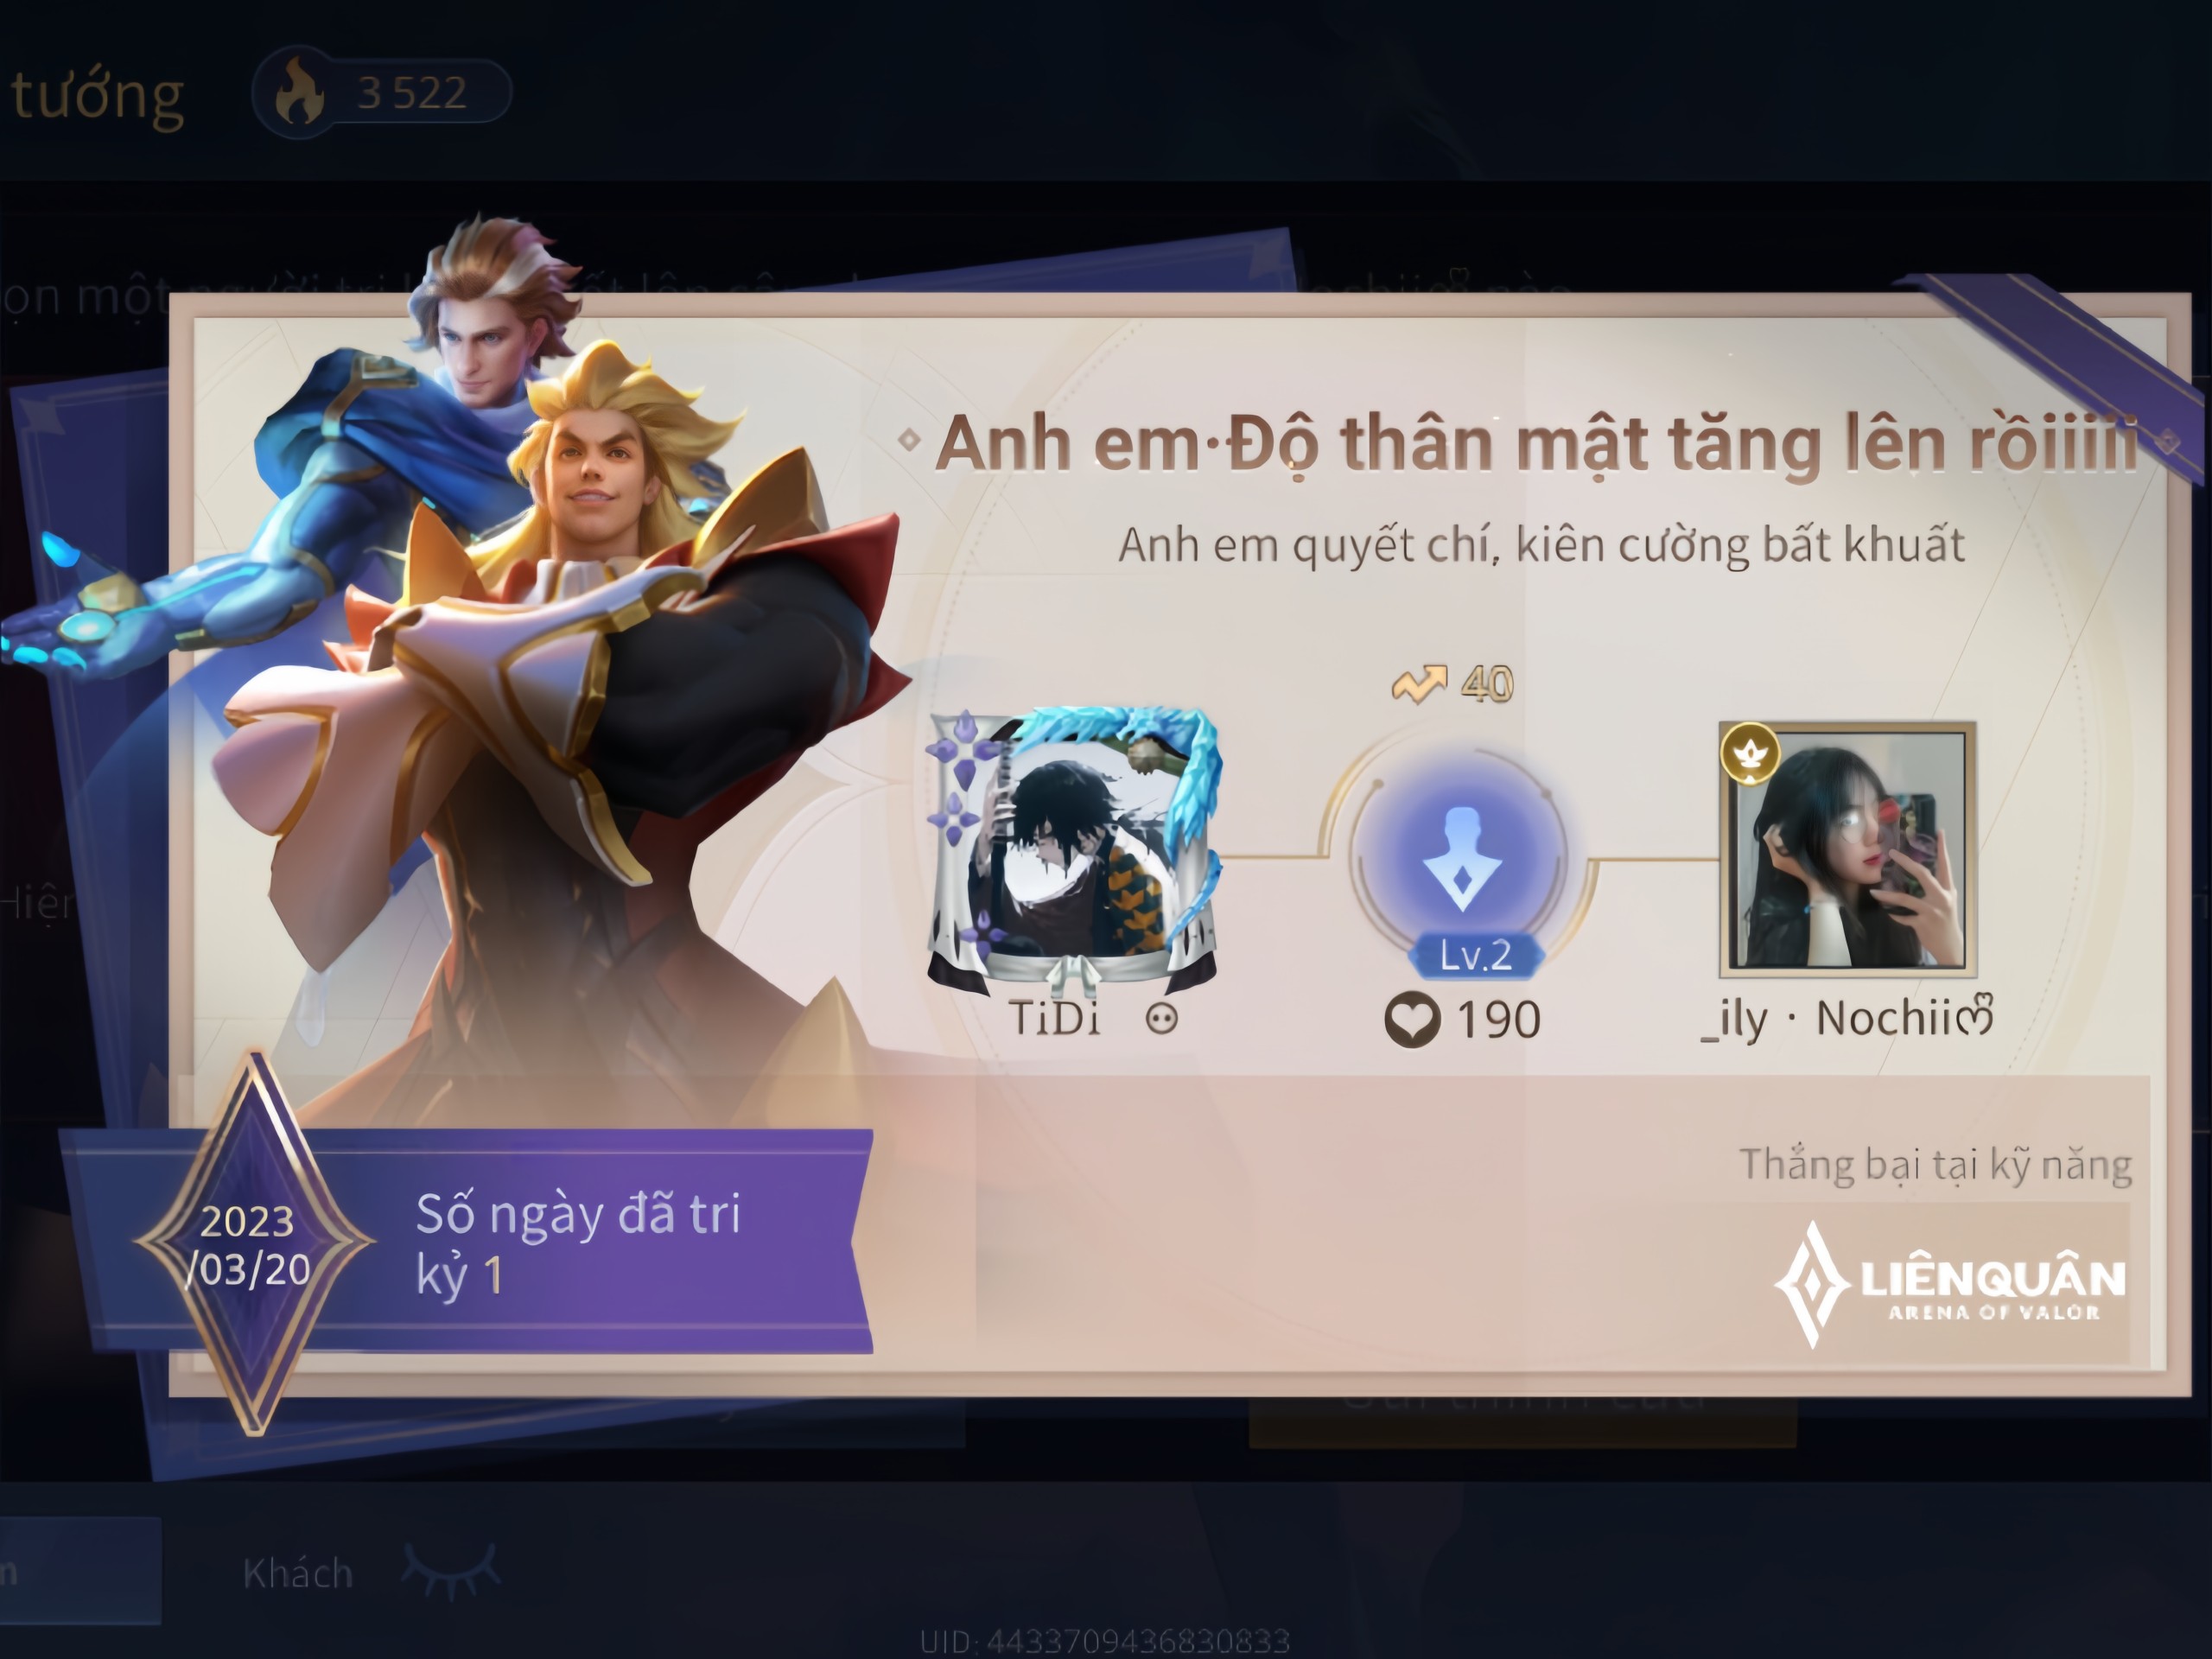 tướng
3 522
Anh em·Độ thân mật tăng lên rồiiiii
Anh em quyết chí, kiên cường bất khuất
40
Lv.2
TiDi
190
_ily · Nochiiෆ
Thắng bại tại kỹ năng
2023
/03/20
Số ngày đã tri
kỷ 1
LIÊNQUÂN
ARENA OF VALOR
Khách
UID: 4433709436830833